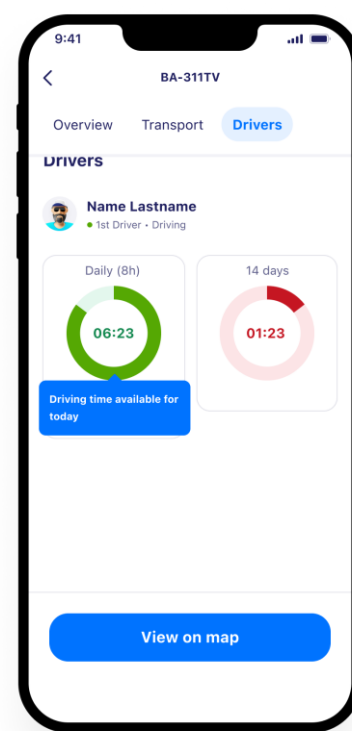 9:41
BA-311TV
Overview Transport Drivers
Drivers
Name Lastname
1st Driver • Driving
Daily (8h)
06:23
14 days
01:23
Driving time available for
today
View on map